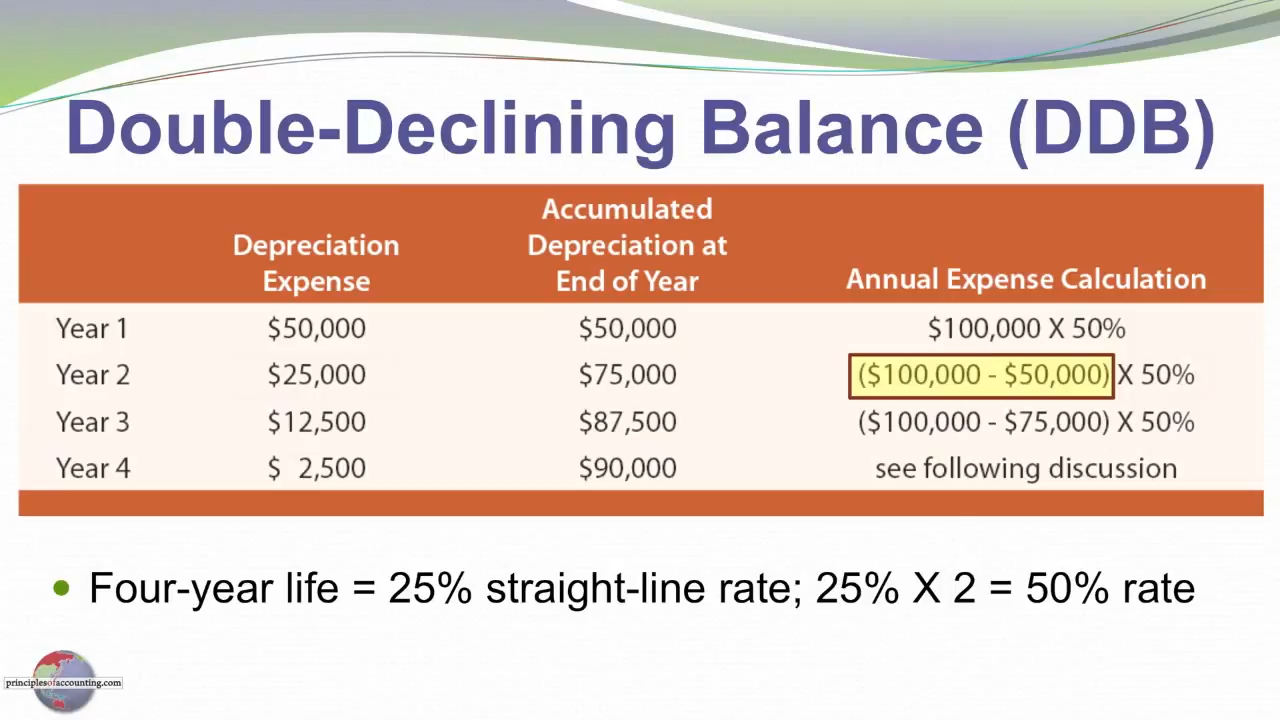 Double-Declining Balance (DDB)
Depreciation Expense Accumulated Depreciation at End of Year Annual Expense Calculation
Year 1 $50,000 $50,000 $100,000 X 50%
Year 2 $25,000 $75,000 ($100,000 - $50,000) X 50%
Year 3 $12,500 $87,500 ($100,000 - $75,000) X 50%
Year 4 $ 2,500 $90,000 see following discussion
• Four-year life = 25% straight-line rate; 25% X 2 = 50% rate
principlesofaccounting.com